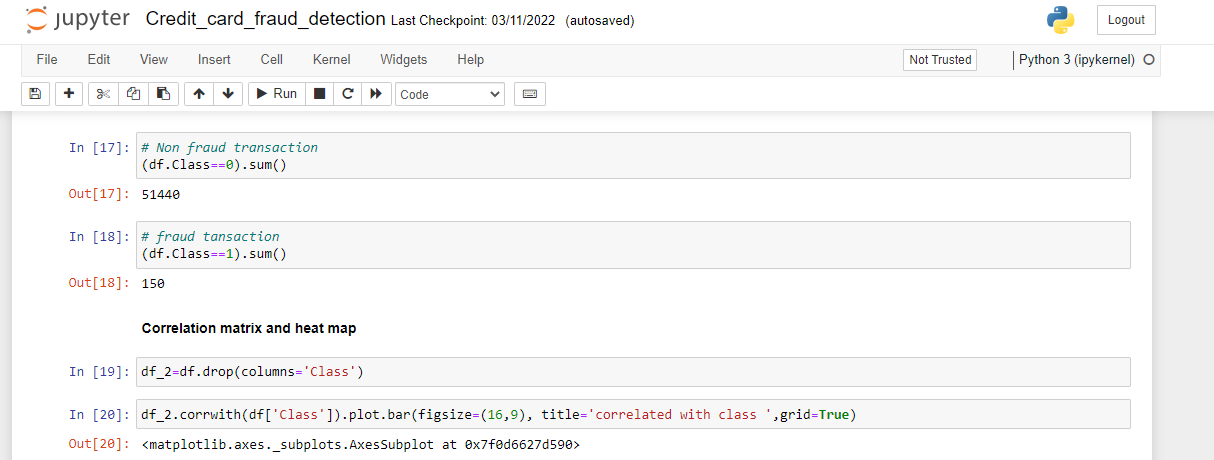 jupyter Credit_card_fraud_detection Last Checkpoint: 03/11/2022 (autosaved) Logout
File Edit View Insert Cell Kernel Widgets Help Not Trusted Python 3 (ipykernel)
Run Code
In [17]: # Non fraud transaction
(df.Class==0).sum()
Out[17]: 51440
In [18]: # fraud tansaction
(df.Class==1).sum()
Out[18]: 150
Correlation matrix and heat map
In [19]: df_2=df.drop(columns='Class')
In [20]: df_2.corrwith(df['Class']).plot.bar(figsize=(16,9), title='correlated with class ',grid=True)
Out[20]: <matplotlib.axes._subplots.AxesSubplot at 0x7f0d6627d590>